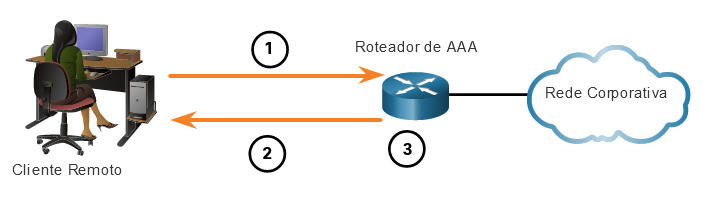 1
Roteador de AAA
Rede Corporativa
2
3
Cliente Remoto